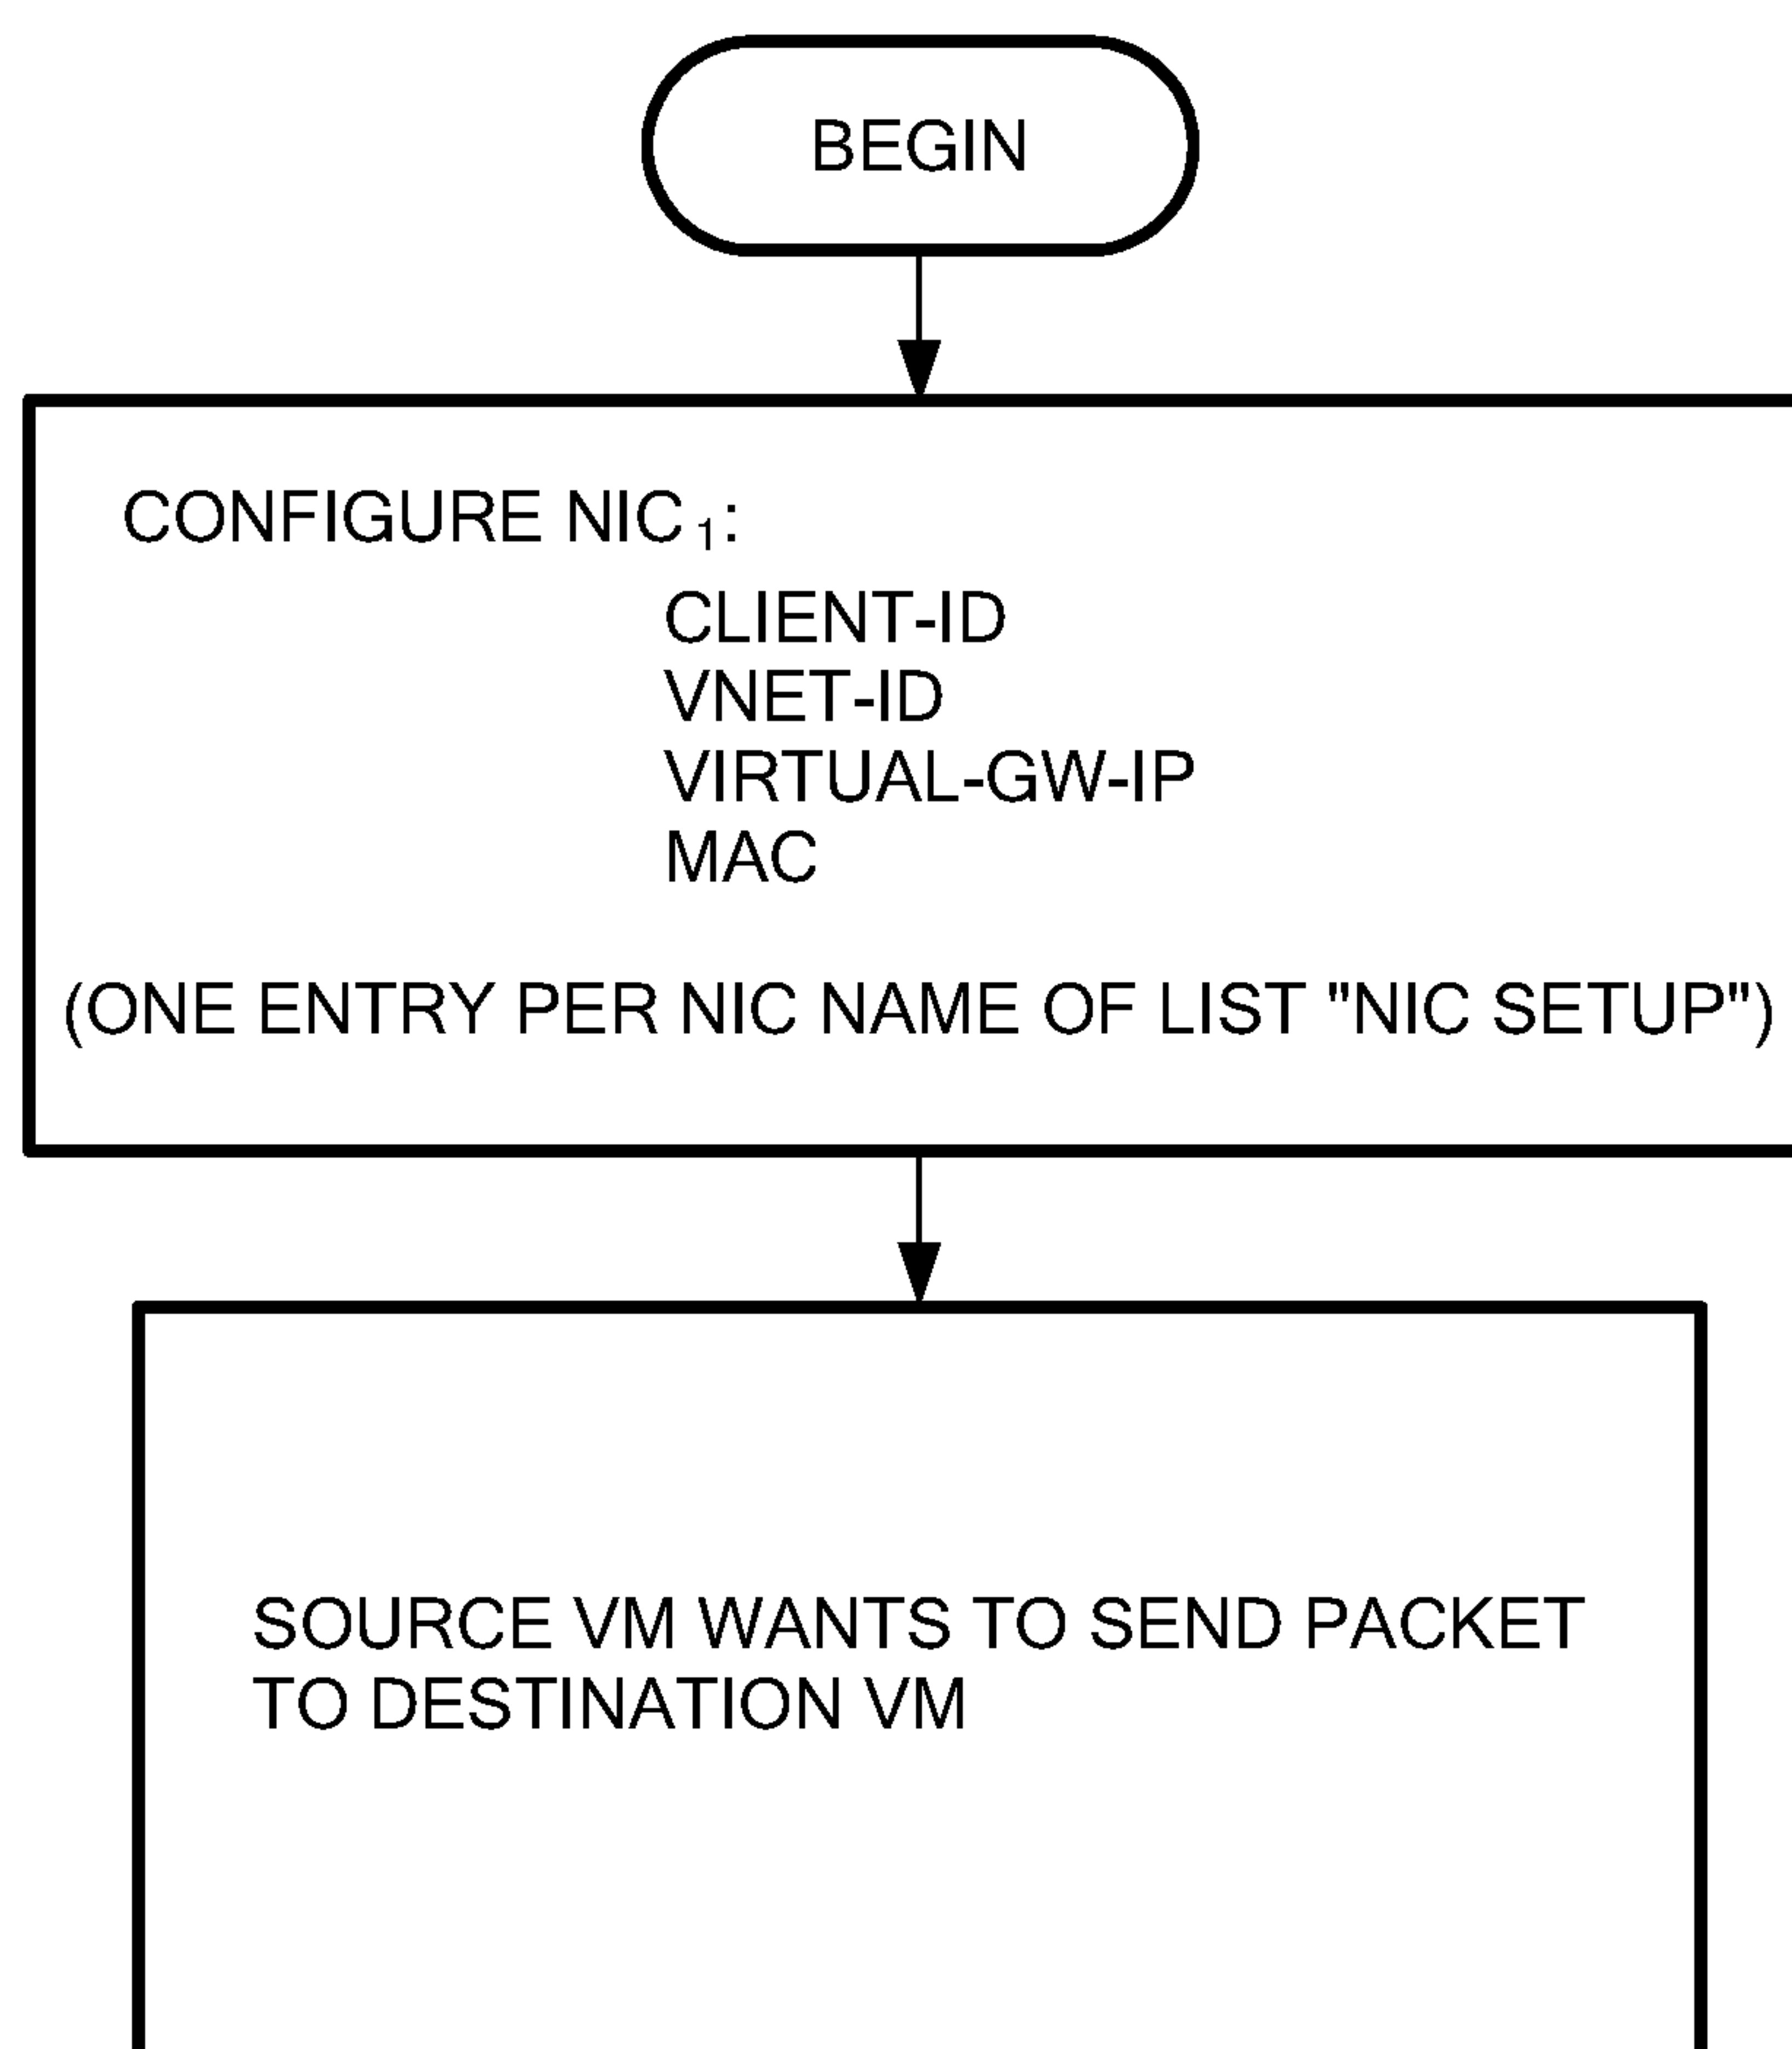 BEGIN
CONFIGURE NIC₁:
CLIENT-ID
VNET-ID
VIRTUAL-GW-IP
MAC
(ONE ENTRY PER NIC NAME OF LIST "NIC SETUP")
SOURCE VM WANTS TO SEND PACKET
TO DESTINATION VM